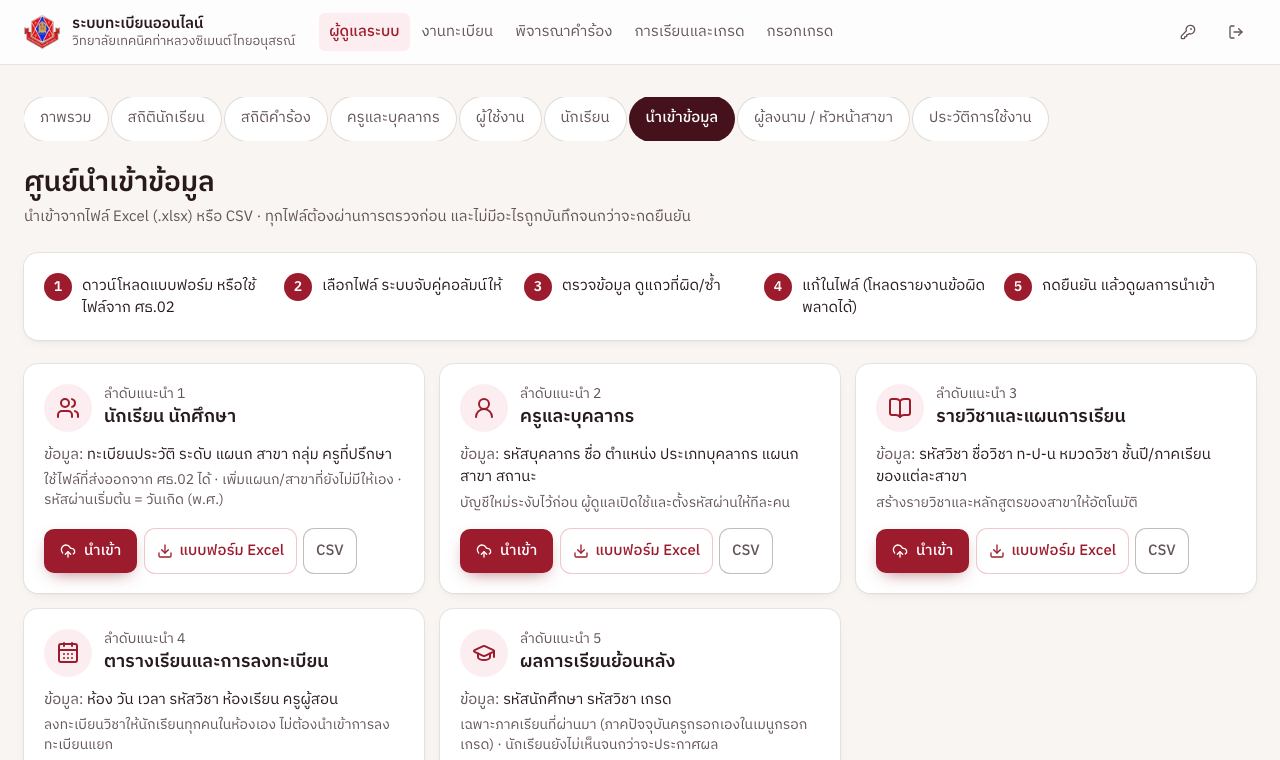 ระบบทะเบียนออนไลน์
วิทยาลัยเทคนิคท่าหลวงซิเมนต์ไทยอนุสรณ์
ผู้ดูแลระบบ
งานทะเบียน
พิจารณาคำร้อง
การเรียนและเกรด
กรอกเกรด
ภาพรวม
สถิตินักเรียน
สถิติคำร้อง
ครูและบุคลากร
ผู้ใช้งาน
นักเรียน
นำเข้าข้อมูล
ผู้ลงนาม / หัวหน้าสาขา
ประวัติการใช้งาน
ศูนย์นำเข้าข้อมูล
นำเข้าจากไฟล์ Excel (.xlsx) หรือ CSV · ทุกไฟล์ต้องผ่านการตรวจก่อน และไม่มีอะไรถูกบันทึกจนกว่าจะกดยืนยัน
1 ดาวน์โหลดแบบฟอร์ม หรือใช้
ไฟล์จาก ศธ.02
2 เลือกไฟล์ ระบบจับคู่คอลัมน์ให้
3 ตรวจข้อมูล ดูแถวที่ผิด/ซ้ำ
4 แก้ในไฟล์ (โหลดรายงานข้อผิด
พลาดได้)
5 กดยืนยัน แล้วดูผลการนำเข้า
ลำดับแนะนำ 1
นักเรียน นักศึกษา
ข้อมูล: ทะเบียนประวัติ ระดับ แผนก สาขา กลุ่ม ครูที่ปรึกษา
ใช้ไฟล์ที่ส่งออกจาก ศธ.02 ได้ · เพิ่มแผนก/สาขาที่ยังไม่มีให้เอง ·
รหัสผ่านเริ่มต้น = วันเกิด (พ.ศ.)
นำเข้า
แบบฟอร์ม Excel
CSV
ลำดับแนะนำ 2
ครูและบุคลากร
ข้อมูล: รหัสบุคลากร ชื่อ ตำแหน่ง ประเภทบุคลากร แผนก
สาขา สถานะ
บัญชีใหม่ระงับไว้ก่อน ผู้ดูแลเปิดใช้และตั้งรหัสผ่านให้ทีละคน
นำเข้า
แบบฟอร์ม Excel
CSV
ลำดับแนะนำ 3
รายวิชาและแผนการเรียน
ข้อมูล: รหัสวิชา ชื่อวิชา ท-ป-น หมวดวิชา ชั้นปี/ภาคเรียน
ของแต่ละสาขา
สร้างรายวิชาและหลักสูตรของสาขาให้อัตโนมัติ
นำเข้า
แบบฟอร์ม Excel
CSV
ลำดับแนะนำ 4
ตารางเรียนและการลงทะเบียน
ข้อมูล: ห้อง วัน เวลา รหัสวิชา ห้องเรียน ครูผู้สอน
ลงทะเบียนวิชาให้นักเรียนทุกคนในห้องเอง ไม่ต้องนำเข้าการลง
ทะเบียนแยก
ลำดับแนะนำ 5
ผลการเรียนย้อนหลัง
ข้อมูล: รหัสนักศึกษา รหัสวิชา เกรด
เฉพาะภาคเรียนที่ผ่านมา (ภาคปัจจุบันครูกรอกเองในเมนูกรอก
เกรด) · นักเรียนยังไม่เห็นจนกว่าจะประกาศผล